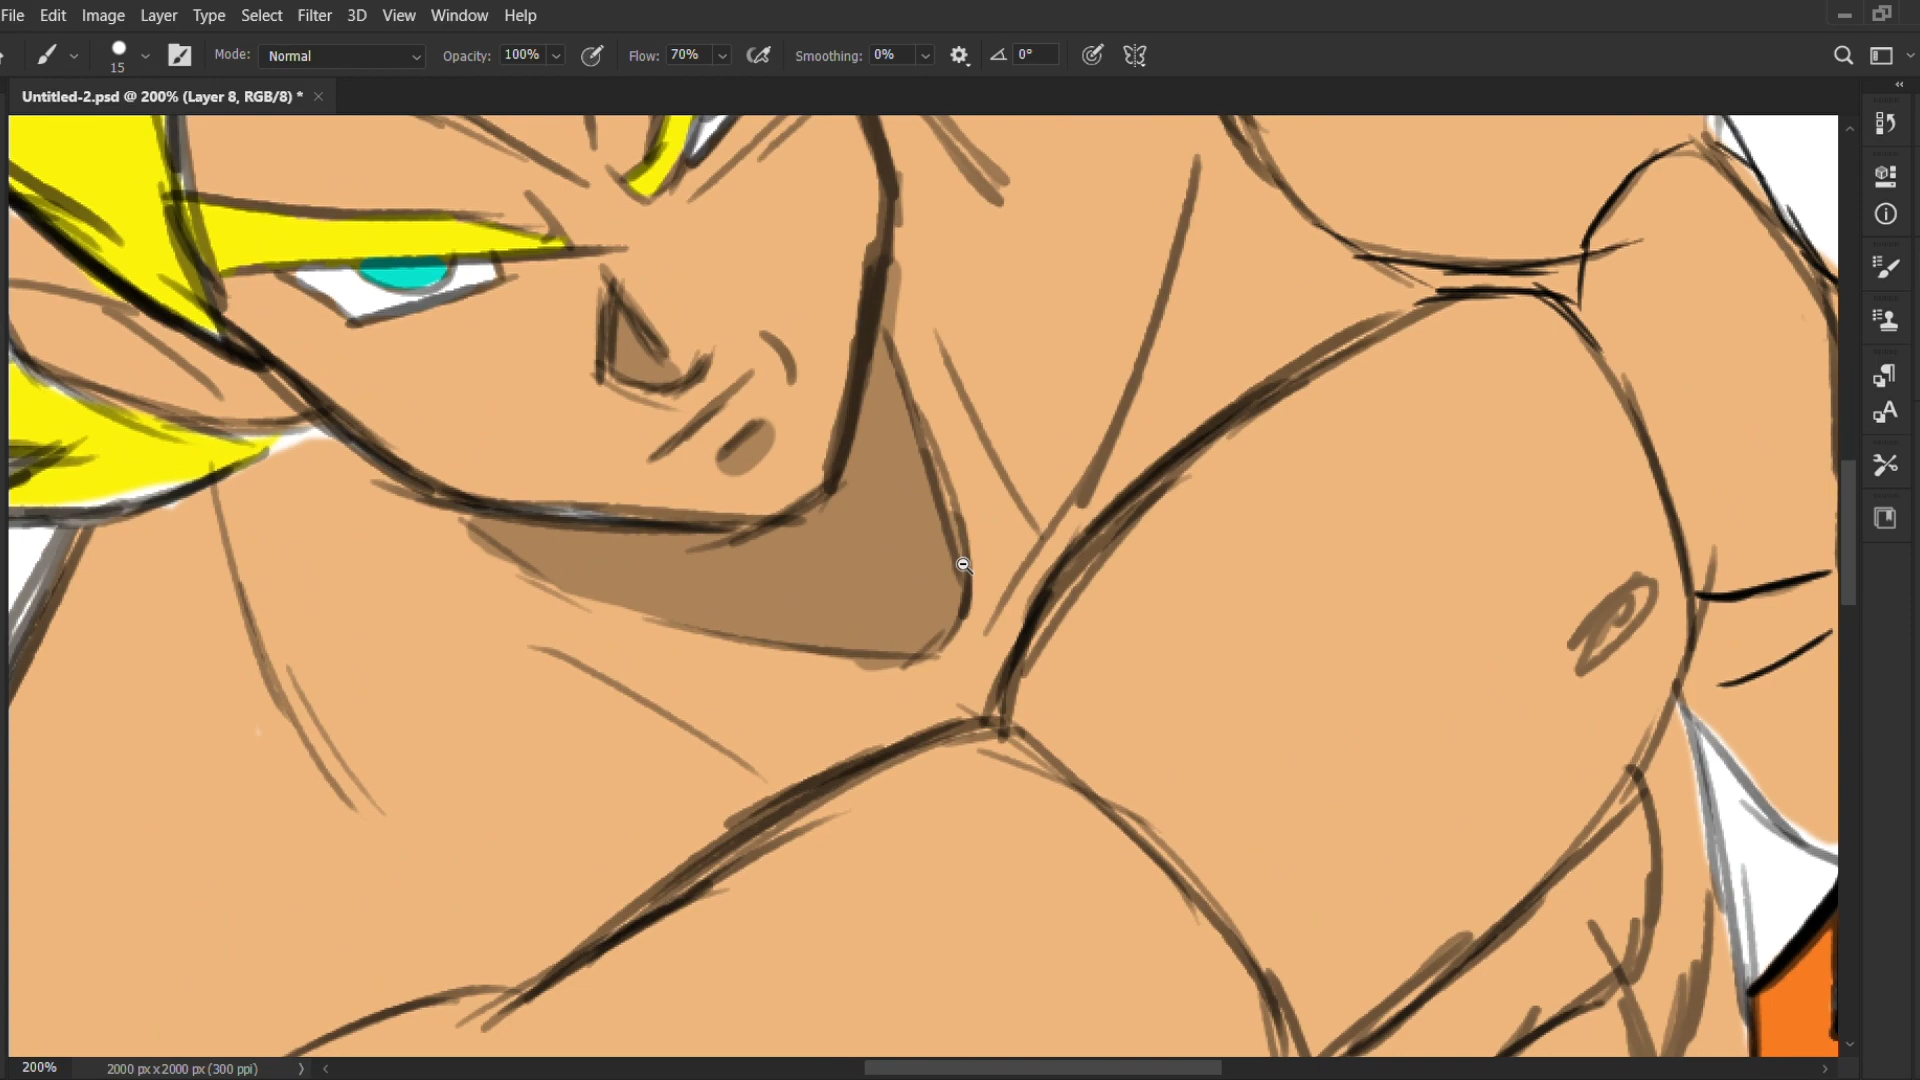 File Edit Image Layer Type Select Filter 3D View Window Help
15 Mode: Normal Opacity: 100% Flow: 70% Smoothing: 0% 0°
Untitled-2.psd @ 200% (Layer 8, RGB/8) *
200% 2000 px x 2000 px (300 ppi)